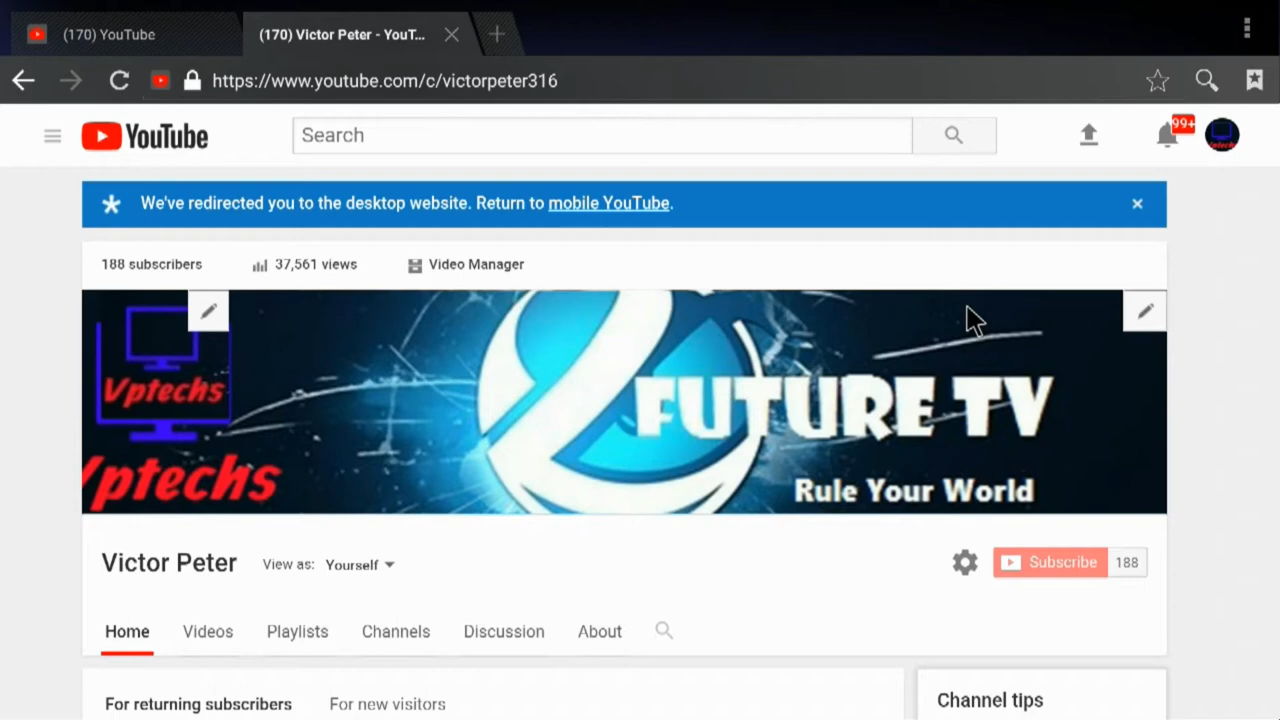 (170) YouTube
(170) Victor Peter - YouT...
https://www.youtube.com/c/victorpeter316
YouTube
Search
99+
Vptechs
We've redirected you to the desktop website. Return to mobile YouTube.
188 subscribers
37,561 views
Video Manager
Vptechs
FUTURE TV
Vptechs
Rule Your World
Victor Peter
View as: Yourself
Subscribe 188
Home
Videos
Playlists
Channels
Discussion
About
For returning subscribers
For new visitors
Channel tips